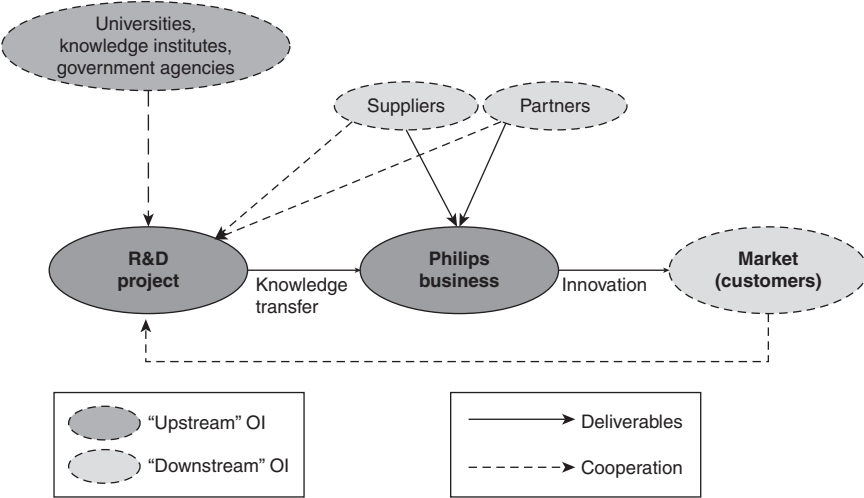 Universities,
knowledge institutes,
government agencies
Suppliers
Partners
R&D
project
Knowledge
transfer
Philips
business
Innovation
Market
(customers)
“Upstream” OI
“Downstream” OI
Deliverables
Cooperation